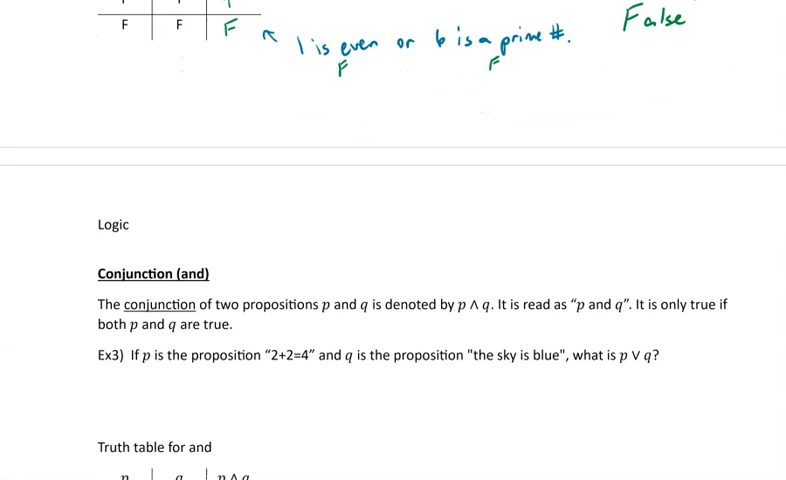 F F F ↖ 1 is even or 6 is a prime #. False
F F
Logic
Conjunction (and)
The conjunction of two propositions p and q is denoted by p ∧ q. It is read as “p and q”. It is only true if
both p and q are true.
Ex3) If p is the proposition “2+2=4” and q is the proposition "the sky is blue", what is p ∨ q?
Truth table for and
p q p ∧ q